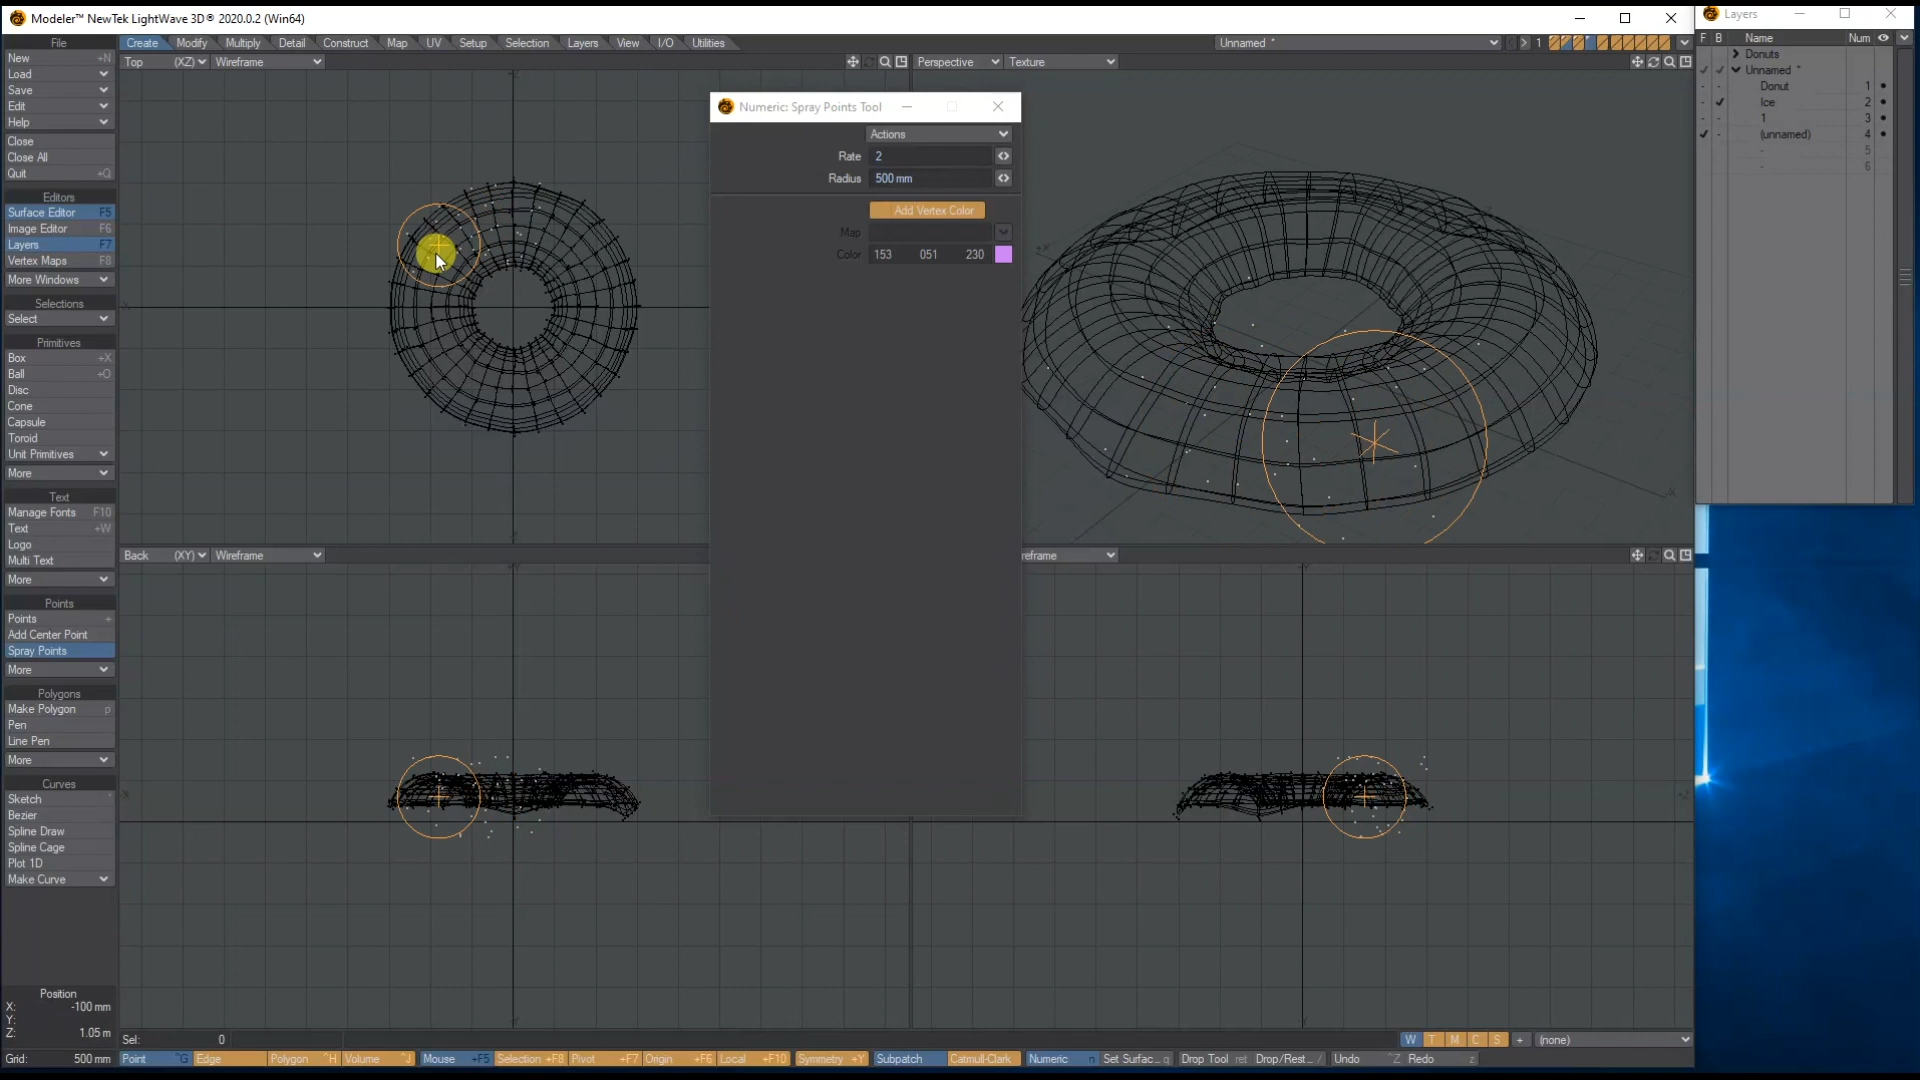 Modeler™ NewTek LightWave 3D® 2020.0.2 (Win64)
Layers
File
Create Modify Multiply Detail Construct Map UV Setup Selection Layers View I/O Utilities
Unnamed *
1
F B Name Num
New +N
Load
Save
Edit
Help
Close
Close All
Quit +Q
Top (XZ) Wireframe
Perspective Texture
Donuts
Unnamed *
Donut 1
Ice 2
1 3
(unnamed) 4
- 5
- 6
Numeric: Spray Points Tool
Actions
Rate 2
Radius 500 mm
Add Vertex Color
Map
Color 153 051 230
Editors
Surface Editor F5
Image Editor F6
Layers F7
Vertex Maps F8
More Windows
Selections
Select
Primitives
Box +X
Ball +O
Disc
Cone
Capsule
Toroid
Unit Primitives
More
Text
Manage Fonts F10
Text +W
Logo
Multi Text
More
Back (XY) Wireframe
reframe
Points
Points +
Add Center Point
Spray Points
More
Polygons
Make Polygon p
Pen
Line Pen
More
Curves
Sketch
Bezier
Spline Draw
Spline Cage
Plot 1D
Make Curve
Position
X: -100 mm
Y:
Z: 1.05 m
Grid: 500 mm
Sel: 0
W T M C S + (none)
Point ^G Edge Polygon ^H Volume ^J Mouse +F5 Selection +F8 Pivot +F7 Origin +F6 Local +F10 Symmetry +Y Subpatch Catmull-Clark Numeric n Set Surfac... q Drop Tool ret Drop/Rest... / Undo ^Z Redo z